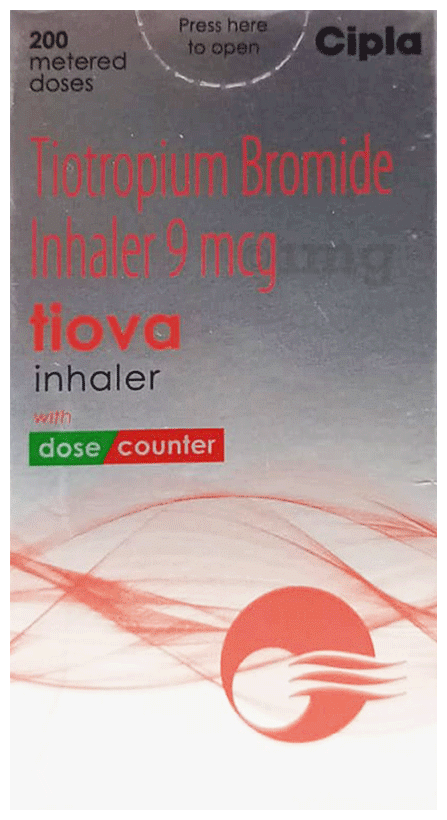 Press here
to open
200
metered
doses
Cipla
Tiotropium Bromide
Inhaler 9 mcg
tiova
inhaler
with
dose counter